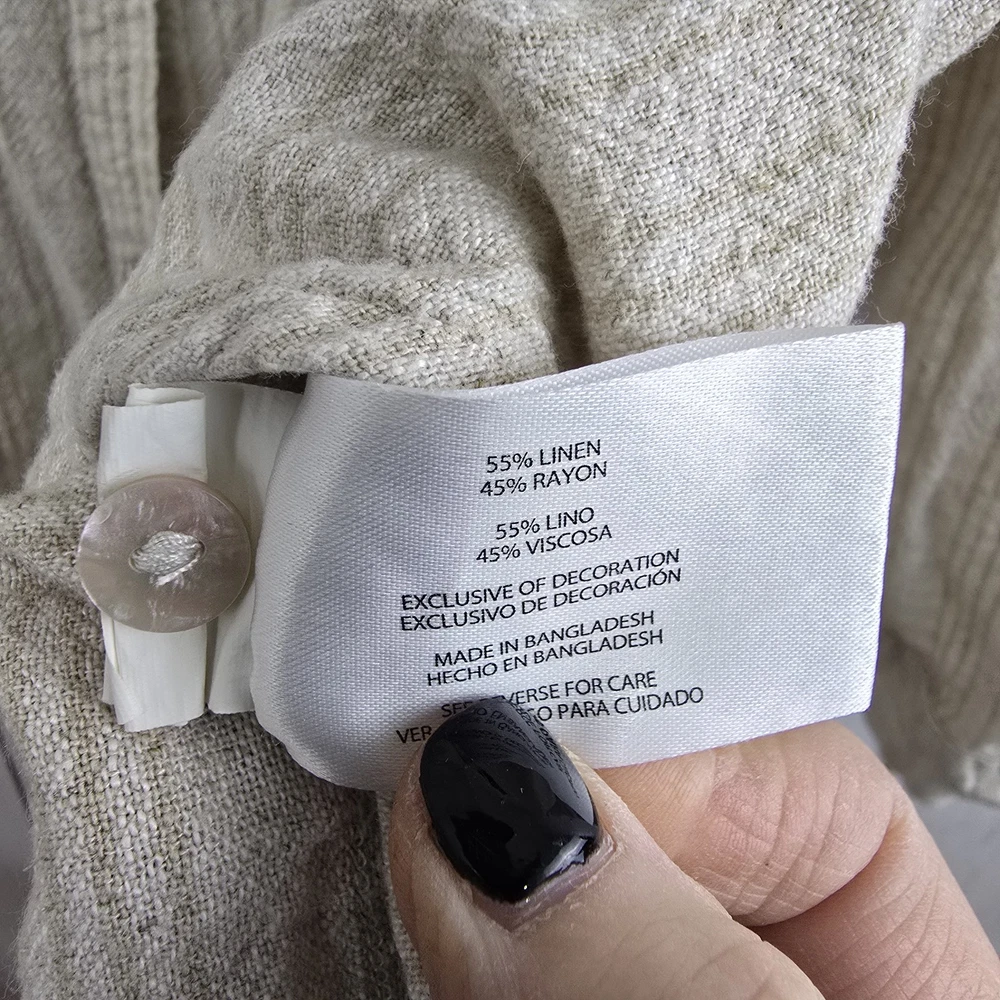 55% LINEN
45% RAYON
55% LINO
45% VISCOSA
EXCLUSIVE OF DECORATION
EXCLUSIVO DE DECORACIÓN
MADE IN BANGLADESH
HECHO EN BANGLADESH
FOR CARE
VER PARA CUIDADO